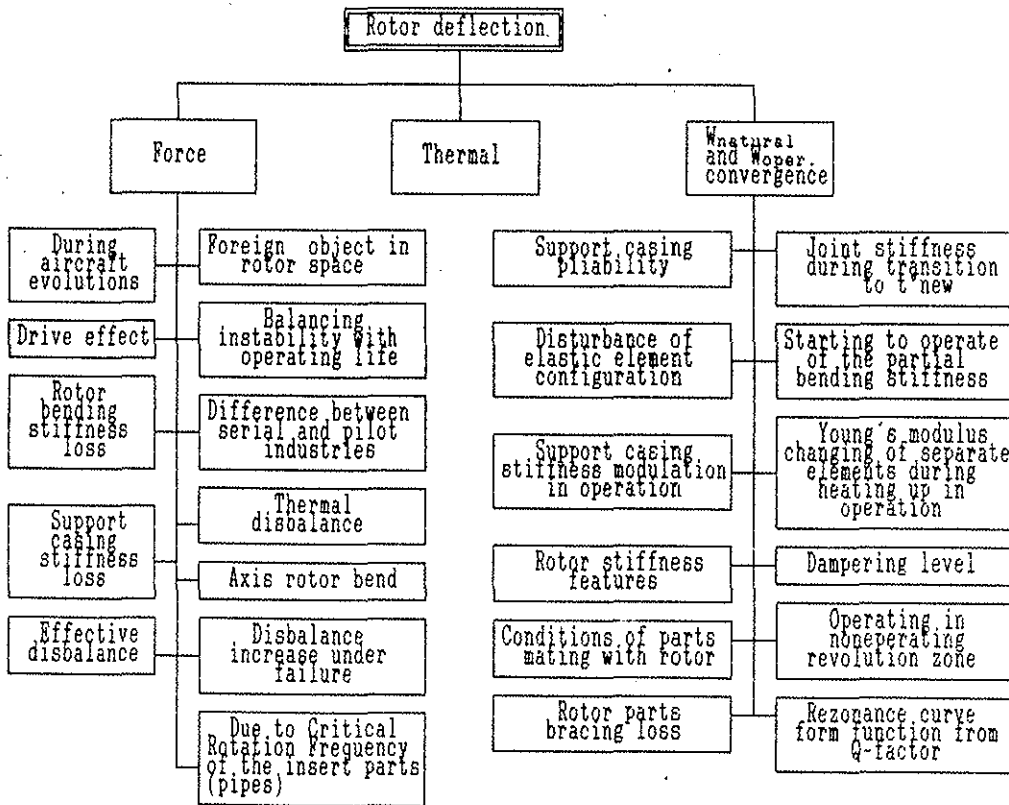 Rotor deflection.
Force
Thermal
Wnatural
and Woper.
convergence
During
aircraft
evolutions
Foreign object in
rotor space
Drive effect
Balancing
instability with
operating life
Rotor
bending
stiffness
loss
Difference between
serial and pilot
industries
Thermal
disbalance
Support
casing
stiffness
loss
Axis rotor bend
Effective
disbalance
Disbalance
increase under
failure
Due to Critical
Rotation Frequency
of the insert parts
(pipes)
Support casing
pliability
Joint stiffness
during transition
to t°new
Disturbance of
elastic element
configuration
Starting to operate
of the partial
bending stiffness
Support casing
stiffness modulation
in operation
Young's modulus
changing of separate
elements during
heating up in
operation
Rotor stiffness
features
Dampering level
Conditions of parts
mating with rotor
Operating in
noneperating
revolution zone
Rotor parts
bracing loss
Rezonance curve
form function from
Q-factor